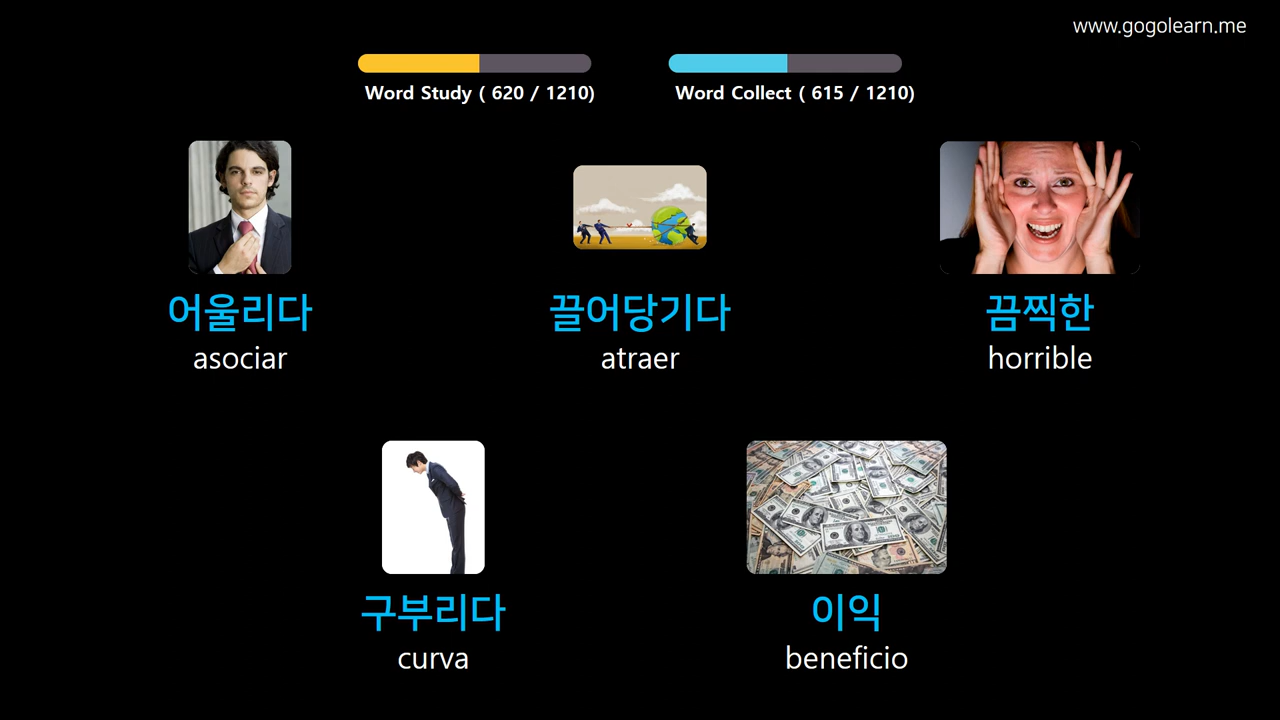 www.gogolearn.me
Word Study ( 620 / 1210)
Word Collect ( 615 / 1210)
어울리다
asociar
끌어당기다
atraer
끔찍한
horrible
구부리다
curva
이익
beneficio